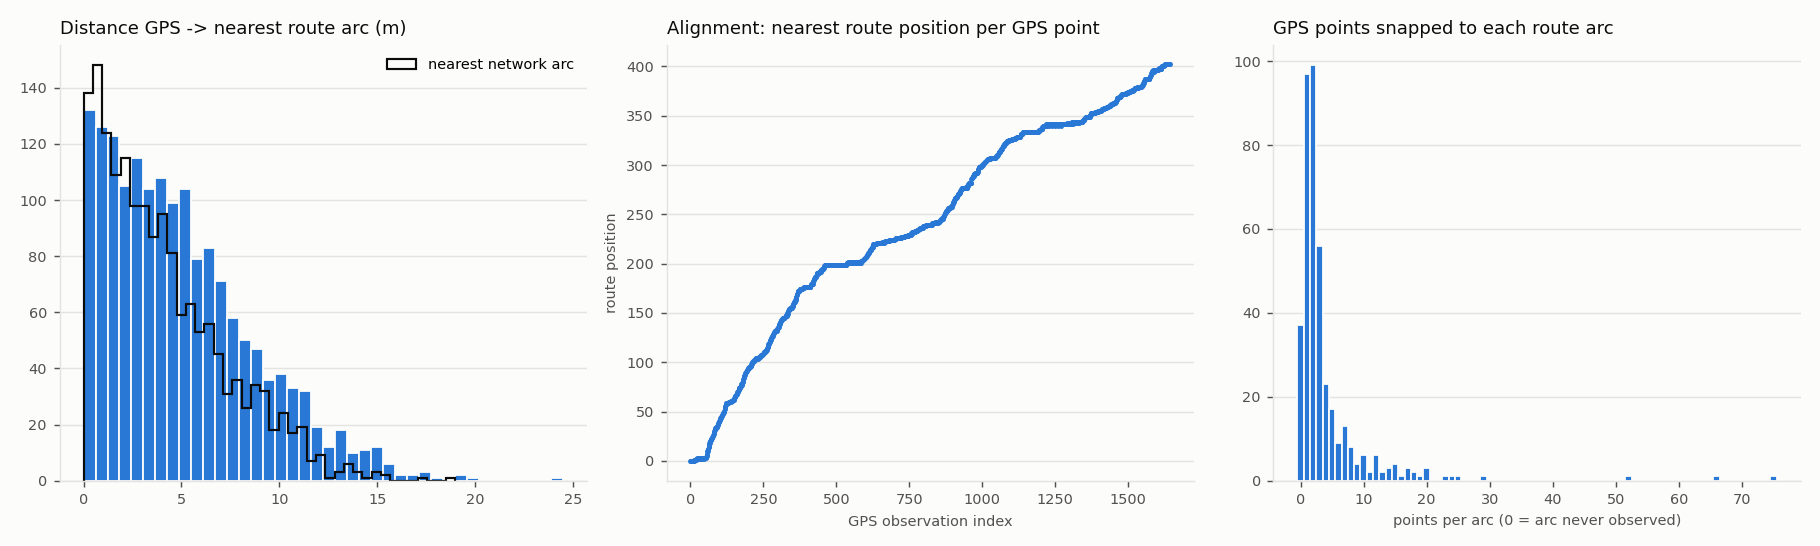 Distance GPS -> nearest route arc (m)
nearest network arc
140
120
100
80
60
40
20
0
0 5 10 15 20 25
Alignment: nearest route position per GPS point
route position
400
350
300
250
200
150
100
50
0
0 250 500 750 1000 1250 1500
GPS observation index
GPS points snapped to each route arc
100
80
60
40
20
0
0 10 20 30 40 50 60 70
points per arc (0 = arc never observed)